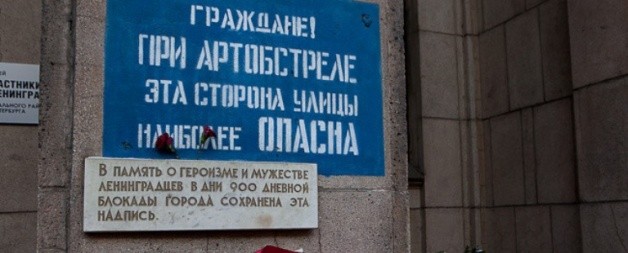 ГРАЖДАНЕ!
ПРИ АРТОБСТРЕЛЕ
ЭТА СТОРОНА УЛИЦЫ
НАИБОЛЕЕ ОПАСНА
В ПАМЯТЬ О ГЕРОИЗМЕ И МУЖЕСТВЕ
ЛЕНИНГРАДЦЕВ В ДНИ 900 ДНЕВНОЙ
БЛОКАДЫ ГОРОДА СОХРАНЕНА ЭТА
НАДПИСЬ.